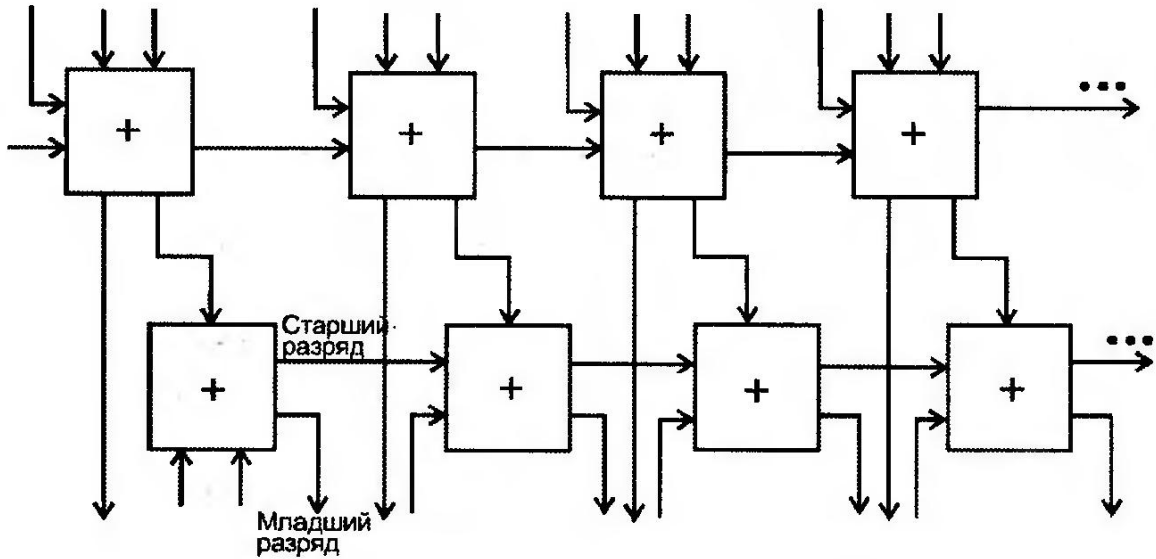 + + + +
...
Старший
разряд
+ + + +
...
Младший
разряд